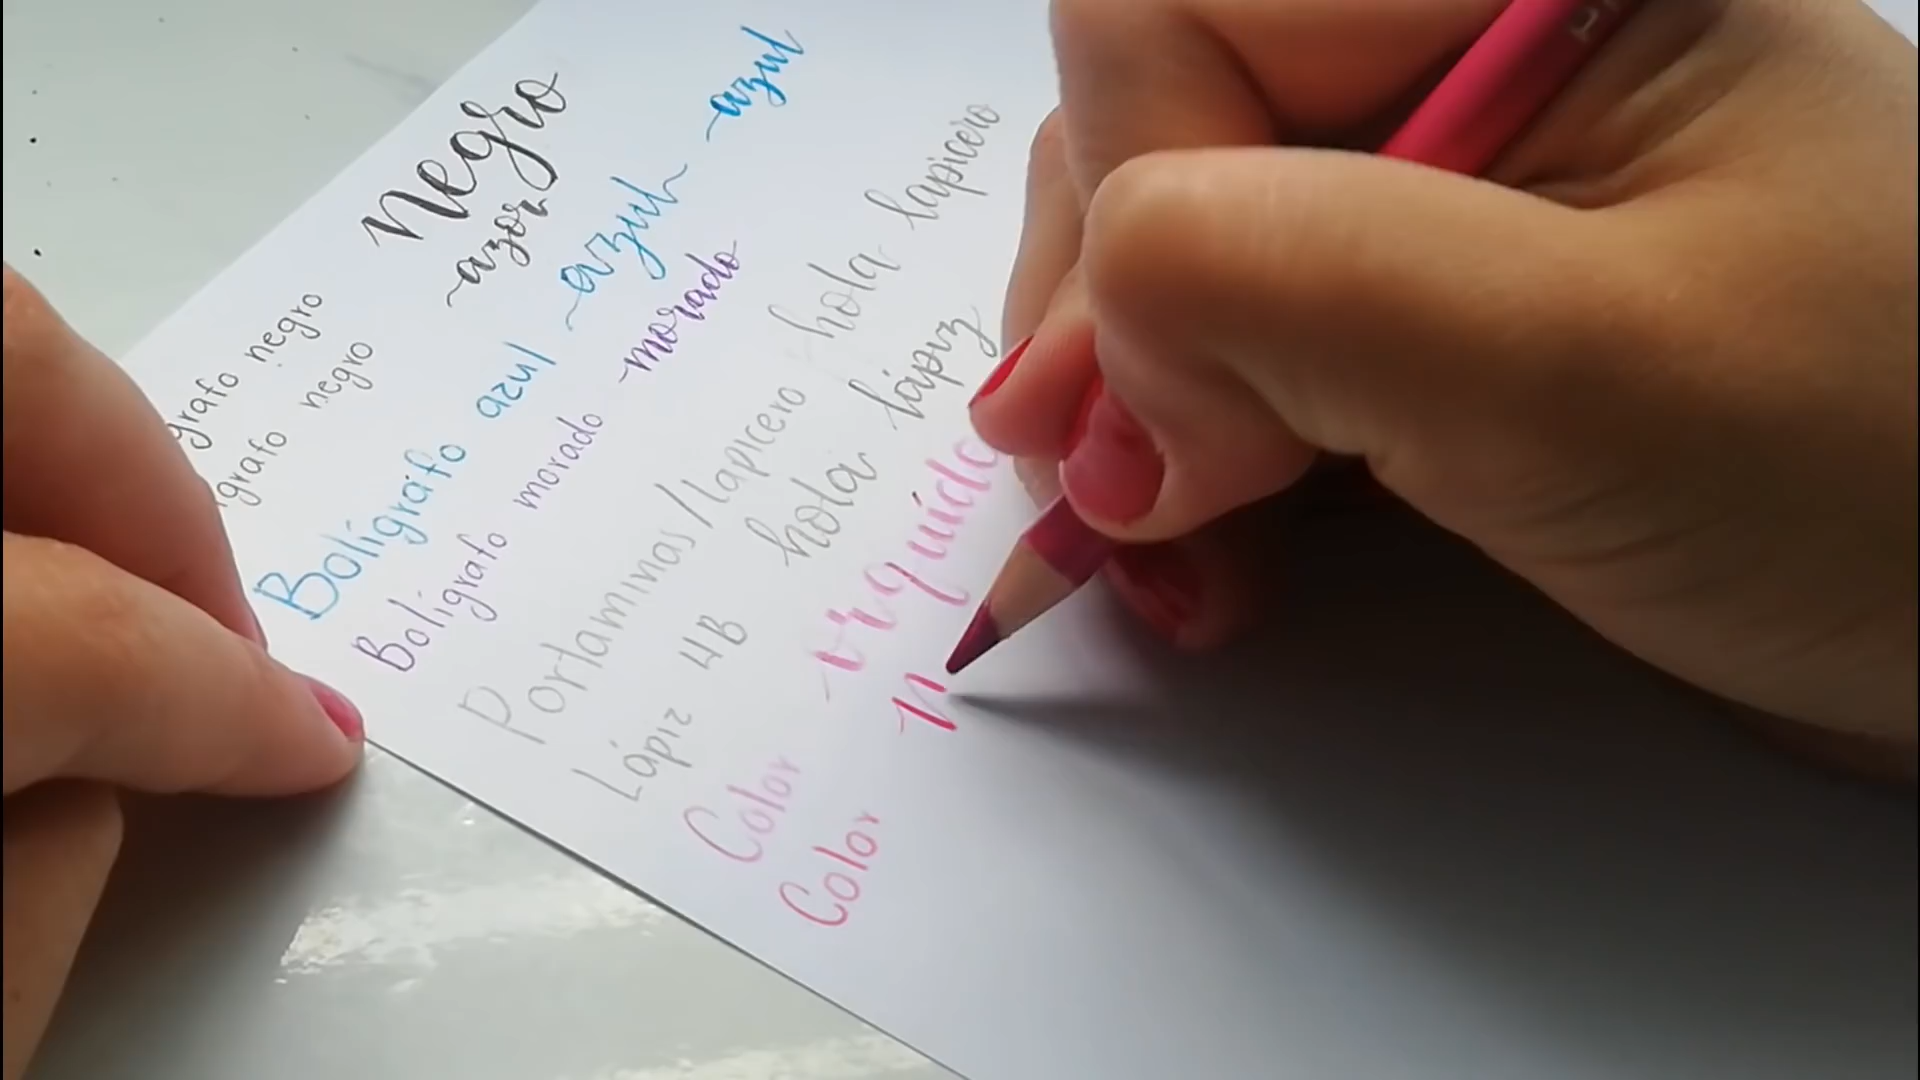 grafo negro negro
grafo negro azor
Bolígrafo azul azul azul
Bolígrafo morado morado
Portaminas/lapicero hola lapicero
Lápiz 4B hola lápiz
Color
Color n